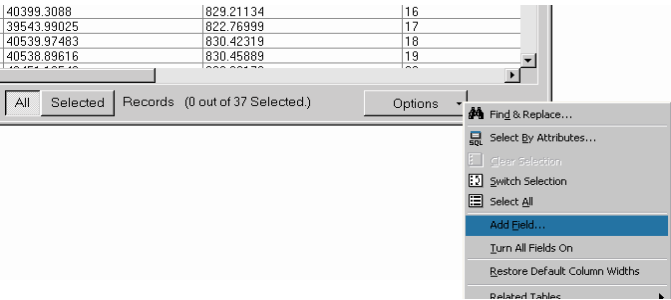 40399.3088 829.21134 16
39543.99025 822.76999 17
40539.97483 830.42319 18
40538.89616 830.45889 19
All Selected Records (0 out of 37 Selected.) Options
Find & Replace...
SQL Select By Attributes...
Clear Selection
Switch Selection
Select All
Add Field...
Turn All Fields On
Restore Default Column Widths
Related Tables